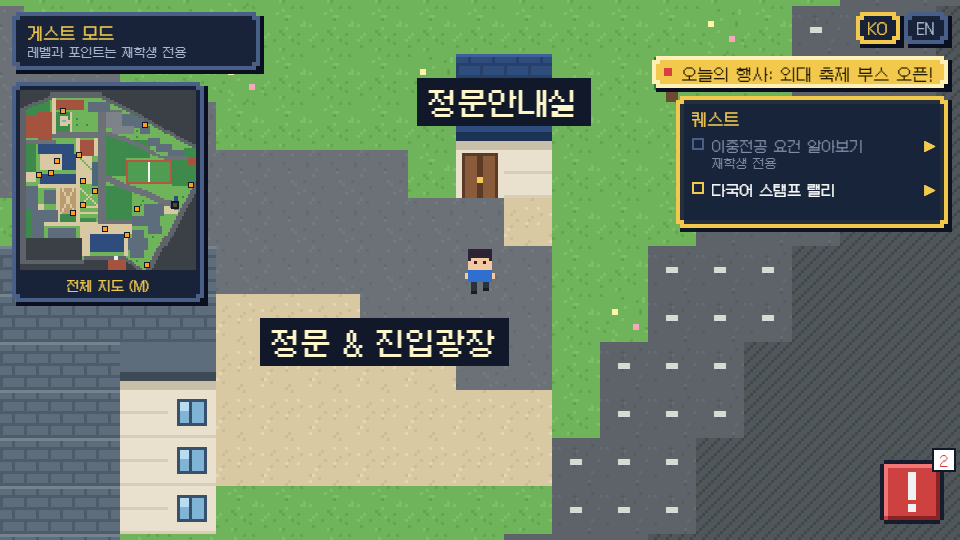 게스트 모드
레벨과 포인트는 재학생 전용
KO
EN
오늘의 행사: 외대 축제 부스 오픈!
퀘스트
이중전공 요건 알아보기
재학생 전용
다국어 스탬프 랠리
정문안내실
전체 지도 (M)
정문 & 진입광장
2
!